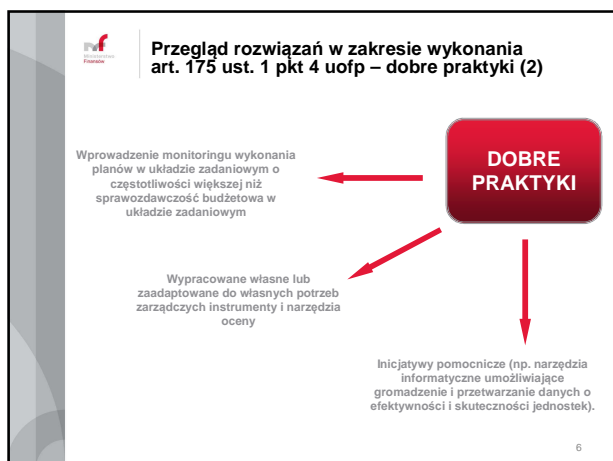 Ministerstwo
Finansów
Przegląd rozwiązań w zakresie wykonania
art. 175 ust. 1 pkt 4 uofp – dobre praktyki (2)
Wprowadzenie monitoringu wykonania
planów w układzie zadaniowym o
częstotliwości większej niż
sprawozdawczość budżetowa w
układzie zadaniowym
DOBRE
PRAKTYKI
Wypracowane własne lub
zaadaptowane do własnych potrzeb
zarządczych instrumenty i narzędzia
oceny
Inicjatywy pomocnicze (np. narzędzia
informatyczne umożliwiające
gromadzenie i przetwarzanie danych o
efektywności i skuteczności jednostek).
6